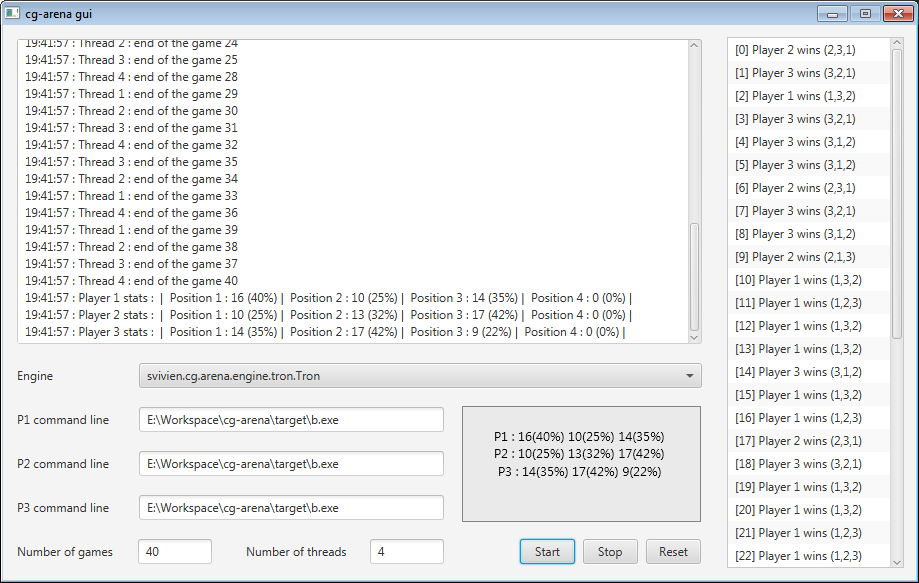 cg-arena gui
19:41:57 : Thread 2 : end of the game 24
19:41:57 : Thread 3 : end of the game 25
19:41:57 : Thread 4 : end of the game 28
19:41:57 : Thread 1 : end of the game 29
19:41:57 : Thread 2 : end of the game 30
19:41:57 : Thread 3 : end of the game 31
19:41:57 : Thread 4 : end of the game 32
19:41:57 : Thread 3 : end of the game 35
19:41:57 : Thread 2 : end of the game 34
19:41:57 : Thread 1 : end of the game 33
19:41:57 : Thread 4 : end of the game 36
19:41:57 : Thread 1 : end of the game 39
19:41:57 : Thread 2 : end of the game 38
19:41:57 : Thread 3 : end of the game 37
19:41:57 : Thread 4 : end of the game 40
19:41:57 : Player 1 stats : | Position 1 : 16 (40%) | Position 2 : 10 (25%) | Position 3 : 14 (35%) | Position 4 : 0 (0%) |
19:41:57 : Player 2 stats : | Position 1 : 10 (25%) | Position 2 : 13 (32%) | Position 3 : 17 (42%) | Position 4 : 0 (0%) |
19:41:57 : Player 3 stats : | Position 1 : 14 (35%) | Position 2 : 17 (42%) | Position 3 : 9 (22%) | Position 4 : 0 (0%) |
Engine
svivien.cg.arena.engine.tron.Tron
P1 command line
E:\Workspace\cg-arena\target\b.exe
P2 command line
E:\Workspace\cg-arena\target\b.exe
P3 command line
E:\Workspace\cg-arena\target\b.exe
P1 : 16(40%) 10(25%) 14(35%)
P2 : 10(25%) 13(32%) 17(42%)
P3 : 14(35%) 17(42%) 9(22%)
Number of games
40
Number of threads
4
Start
Stop
Reset
[0] Player 2 wins (2,3,1)
[1] Player 3 wins (3,2,1)
[2] Player 1 wins (1,3,2)
[3] Player 3 wins (3,2,1)
[4] Player 3 wins (3,1,2)
[5] Player 3 wins (3,1,2)
[6] Player 2 wins (2,3,1)
[7] Player 3 wins (3,2,1)
[8] Player 3 wins (3,1,2)
[9] Player 2 wins (2,1,3)
[10] Player 1 wins (1,3,2)
[11] Player 1 wins (1,2,3)
[12] Player 1 wins (1,3,2)
[13] Player 1 wins (1,3,2)
[14] Player 3 wins (3,1,2)
[15] Player 1 wins (1,3,2)
[16] Player 1 wins (1,2,3)
[17] Player 2 wins (2,3,1)
[18] Player 3 wins (3,2,1)
[19] Player 1 wins (1,3,2)
[20] Player 1 wins (1,3,2)
[21] Player 1 wins (1,2,3)
[22] Player 1 wins (1,2,3)